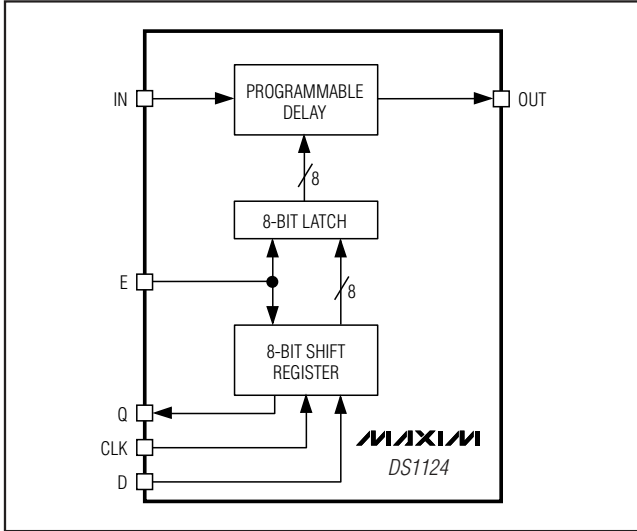 IN
PROGRAMMABLE
DELAY
OUT
8
8-BIT LATCH
E
8
8-BIT SHIFT
REGISTER
Q
CLK
D
MAXIM
DS1124